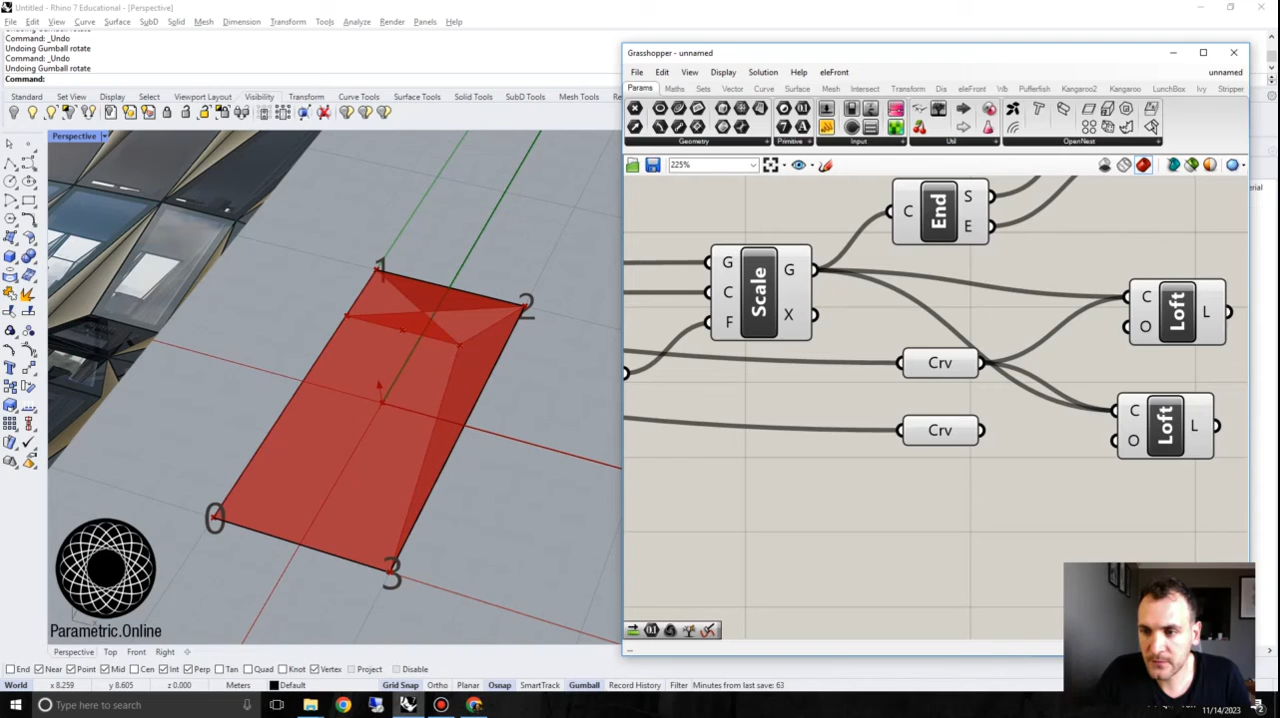 Untitled - Rhino 7 Educational - [Perspective]
File Edit View Curve Surface SubD Solid Mesh Dimension Transform Tools Analyze Render Panels Help
Undoing Gumball rotate
Command: _Undo
Undoing Gumball rotate
Command: _Undo
Undoing Gumball rotate
Command:
Standard Set View Display Select Viewport Layout Visibility Transform Curve Tools Surface Tools Solid Tools SubD Tools Mesh Tools
Perspective
Grasshopper - unnamed
File Edit View Display Solution Help eleFront unnamed
Params Maths Sets Vector Curve Surface Mesh Intersect Transform Display Dis eleFront Kangaroo2 Wb Pufferfish Kangaroo LunchBox Ivy Stripper
Geometry Primitive Input Util OpenNest
225%
C End S
E
G Scale G
C
F X
C Loft L
O
Crv
C Loft L
O
Crv
1
2
0
3
Parametric.Online
Perspective Top Front Right
End Near Point Mid Cen Int Perp Tan Quad Knot Vertex Project Disable
World x 8.259 y 8.605 z 0.000 Meters Default Grid Snap Ortho Planar Osnap SmartTrack Gumball Record History Filter Minutes from last save: 63
Type here to search
11/14/2023